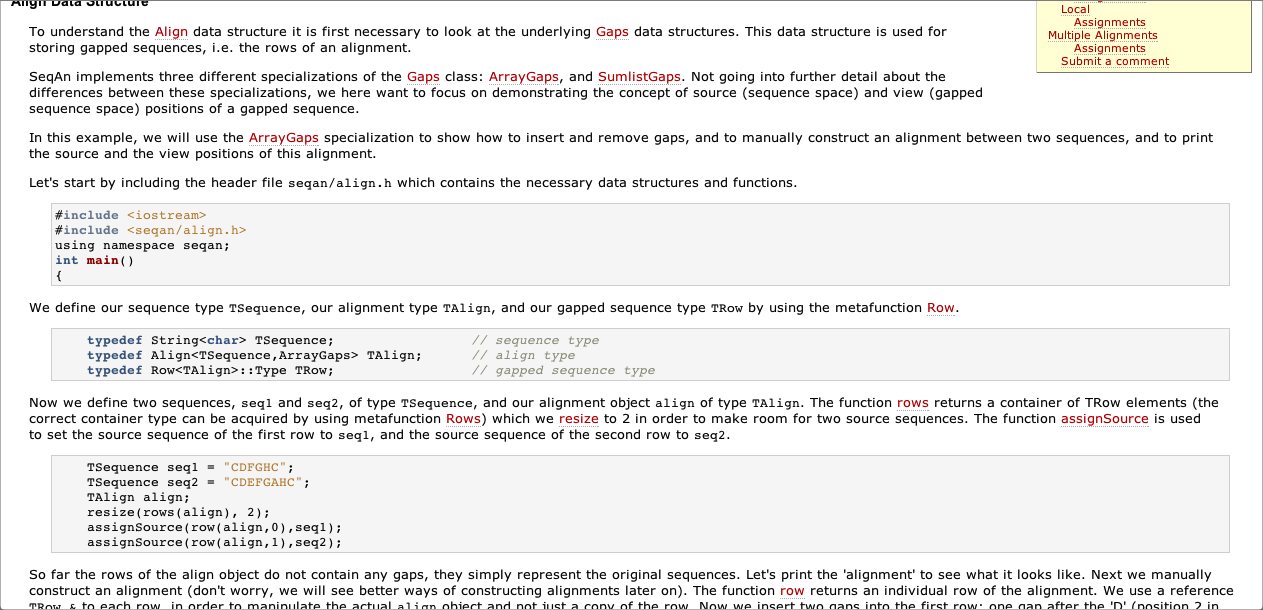 Align Data Structure
Local
Assignments
Multiple Alignments
Assignments
Submit a comment
To understand the Align data structure it is first necessary to look at the underlying Gaps data structures. This data structure is used for
storing gapped sequences, i.e. the rows of an alignment.
SeqAn implements three different specializations of the Gaps class: ArrayGaps, and SumlistGaps. Not going into further detail about the
differences between these specializations, we here want to focus on demonstrating the concept of source (sequence space) and view (gapped
sequence space) positions of a gapped sequence.
In this example, we will use the ArrayGaps specialization to show how to insert and remove gaps, and to manually construct an alignment between two sequences, and to print
the source and the view positions of this alignment.
Let's start by including the header file seqan/align.h which contains the necessary data structures and functions.
#include <iostream>
#include <seqan/align.h>
using namespace seqan;
int main()
{
We define our sequence type TSequence, our alignment type TAlign, and our gapped sequence type TRow by using the metafunction Row.
typedef String<char> TSequence; // sequence type
typedef Align<TSequence,ArrayGaps> TAlign; // align type
typedef Row<TAlign>::Type TRow; // gapped sequence type
Now we define two sequences, seq1 and seq2, of type TSequence, and our alignment object align of type TAlign. The function rows returns a container of TRow elements (the
correct container type can be acquired by using metafunction Rows) which we resize to 2 in order to make room for two source sequences. The function assignSource is used
to set the source sequence of the first row to seq1, and the source sequence of the second row to seq2.
TSequence seq1 = "CDFGHC";
TSequence seq2 = "CDEFGAHC";
TAlign align;
resize(rows(align), 2);
assignSource(row(align,0),seq1);
assignSource(row(align,1),seq2);
So far the rows of the align object do not contain any gaps, they simply represent the original sequences. Let's print the 'alignment' to see what it looks like. Next we manually
construct an alignment (don't worry, we will see better ways of constructing alignments later on). The function row returns an individual row of the alignment. We use a reference
TRow & to each row, in order to manipulate the actual align object and not just a copy of the row. Now we insert two gaps into the first row: one gap after the 'D' (position 2 in